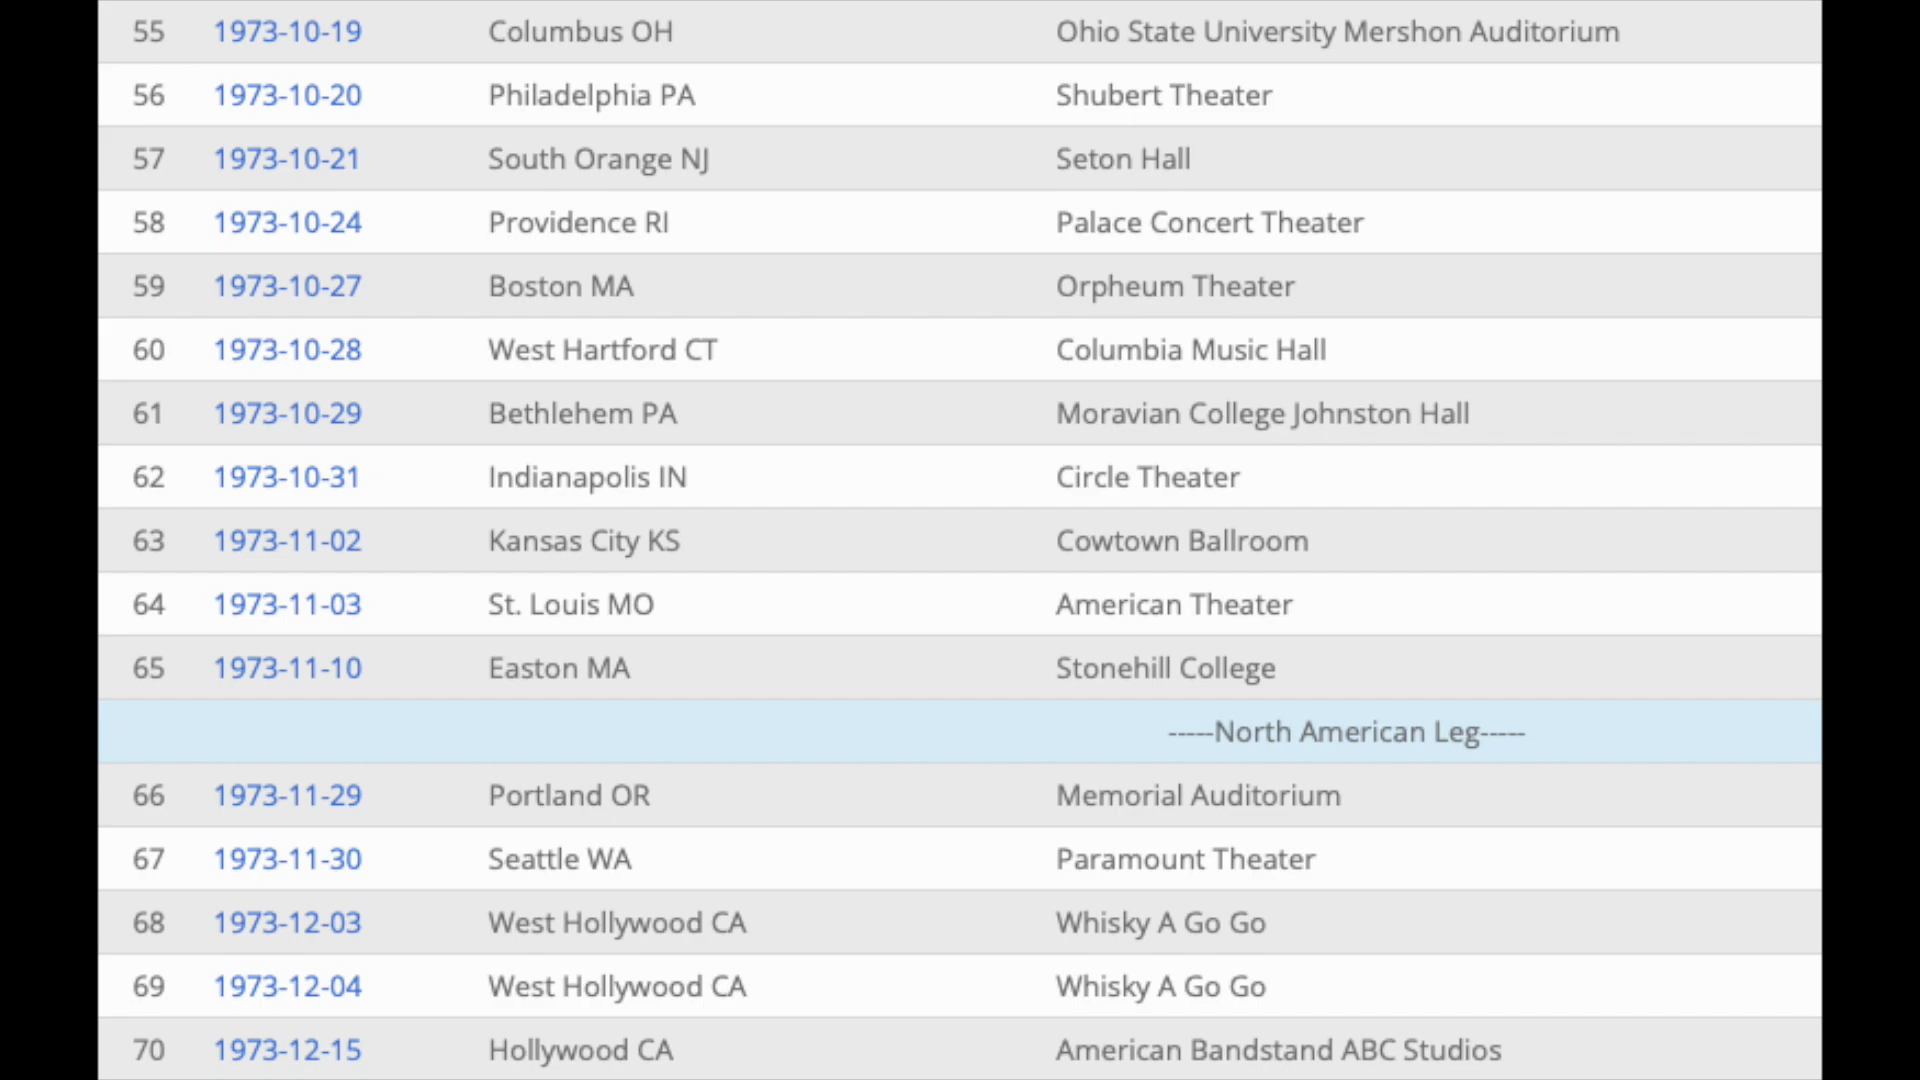 55 1973-10-19 Columbus OH Ohio State University Mershon Auditorium
56 1973-10-20 Philadelphia PA Shubert Theater
57 1973-10-21 South Orange NJ Seton Hall
58 1973-10-24 Providence RI Palace Concert Theater
59 1973-10-27 Boston MA Orpheum Theater
60 1973-10-28 West Hartford CT Columbia Music Hall
61 1973-10-29 Bethlehem PA Moravian College Johnston Hall
62 1973-10-31 Indianapolis IN Circle Theater
63 1973-11-02 Kansas City KS Cowtown Ballroom
64 1973-11-03 St. Louis MO American Theater
65 1973-11-10 Easton MA Stonehill College
-----North American Leg-----
66 1973-11-29 Portland OR Memorial Auditorium
67 1973-11-30 Seattle WA Paramount Theater
68 1973-12-03 West Hollywood CA Whisky A Go Go
69 1973-12-04 West Hollywood CA Whisky A Go Go
70 1973-12-15 Hollywood CA American Bandstand ABC Studios